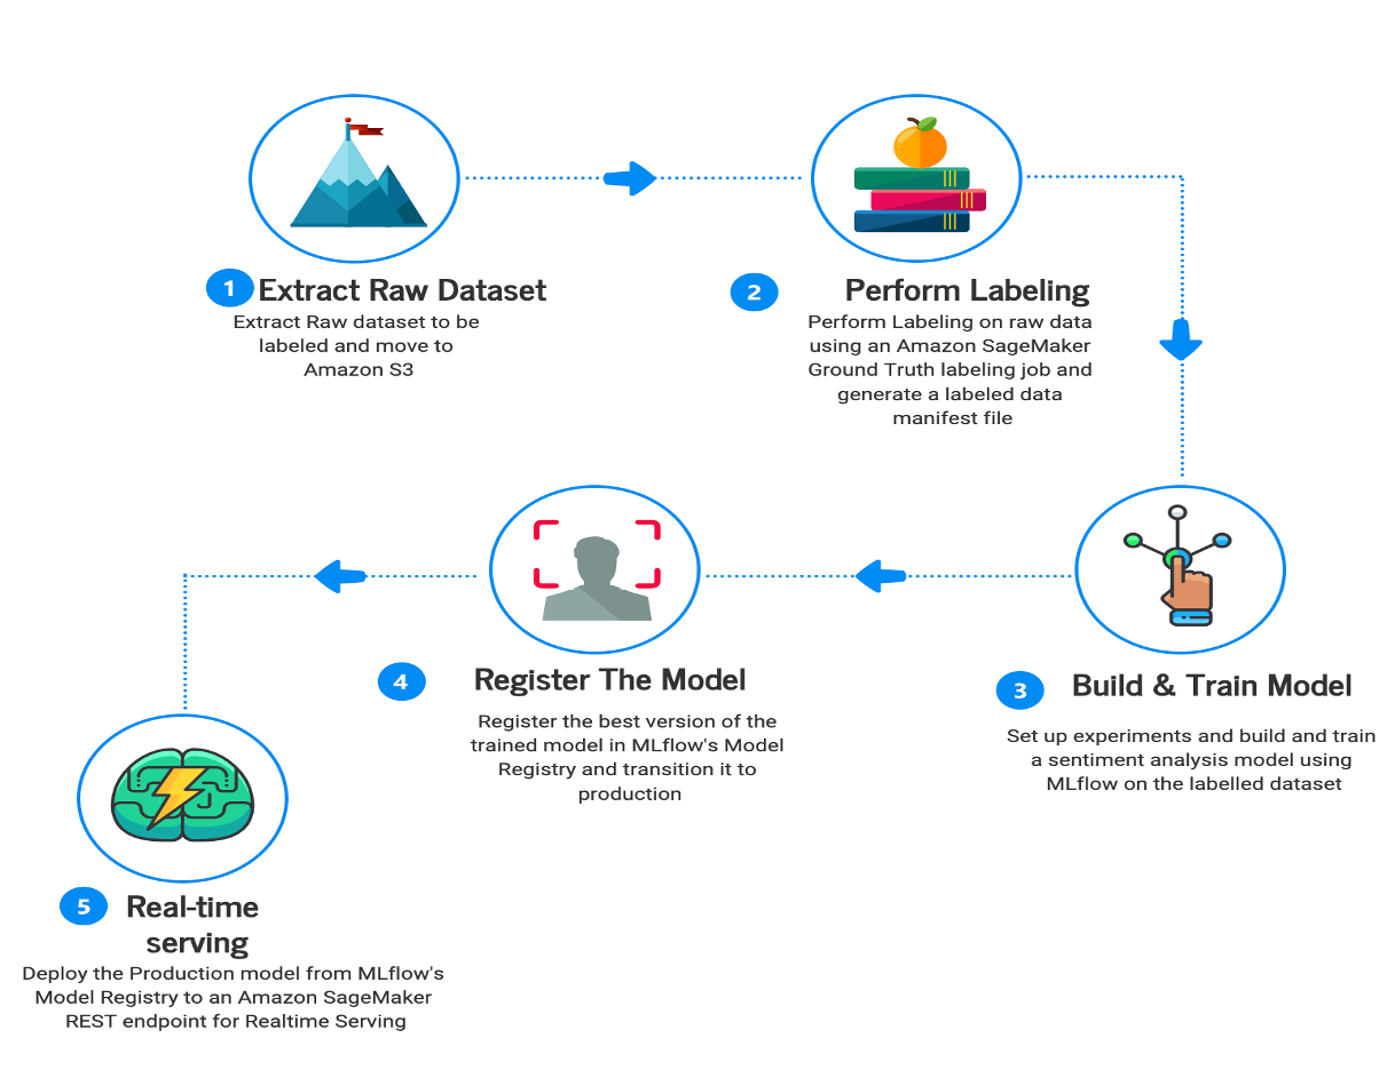 1 Extract Raw Dataset
Extract Raw dataset to be
labeled and move to
Amazon S3
2 Perform Labeling
Perform Labeling on raw data
using an Amazon SageMaker
Ground Truth labeling job and
generate a labeled data
manifest file
3 Build & Train Model
Set up experiments and build and train
a sentiment analysis model using
MLflow on the labelled dataset
4 Register The Model
Register the best version of the
trained model in MLflow's Model
Registry and transition it to
production
5 Real-time
serving
Deploy the Production model from MLflow's
Model Registry to an Amazon SageMaker
REST endpoint for Realtime Serving